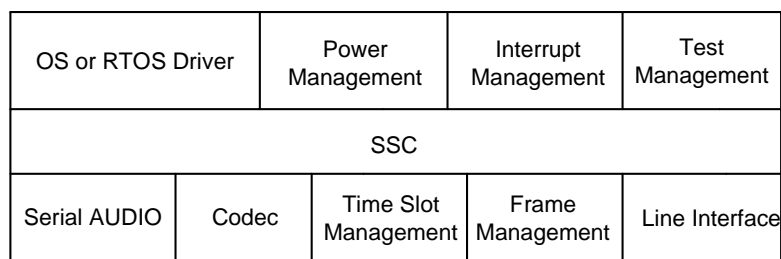 OS or RTOS Driver
Power
Management
Interrupt
Management
Test
Management
SSC
Serial AUDIO
Codec
Time Slot
Management
Frame
Management
Line Interface